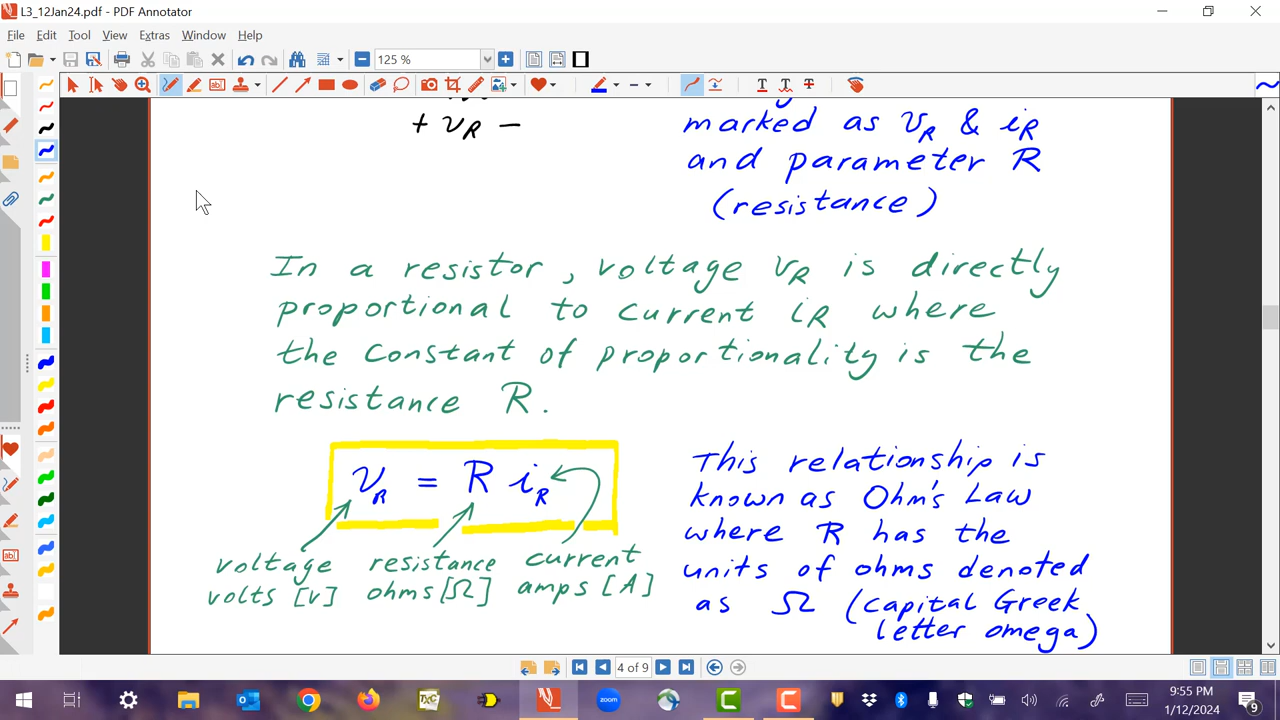 L3_12Jan24.pdf - PDF Annotator
File Edit Tool View Extras Window Help
125 %
+ vR −
marked as vR & iR
and parameter R
(resistance)
In a resistor, voltage vR is directly
proportional to current iR where
the constant of proportionality is the
resistance R.
vR = R iR
voltage resistance current
volts [v] ohms [Ω] amps [A]
This relationship is
known as Ohm's Law
where R has the
units of ohms denoted
as Ω (capital Greek
letter omega)
4 of 9
zoom
9:55 PM
1/12/2024
9